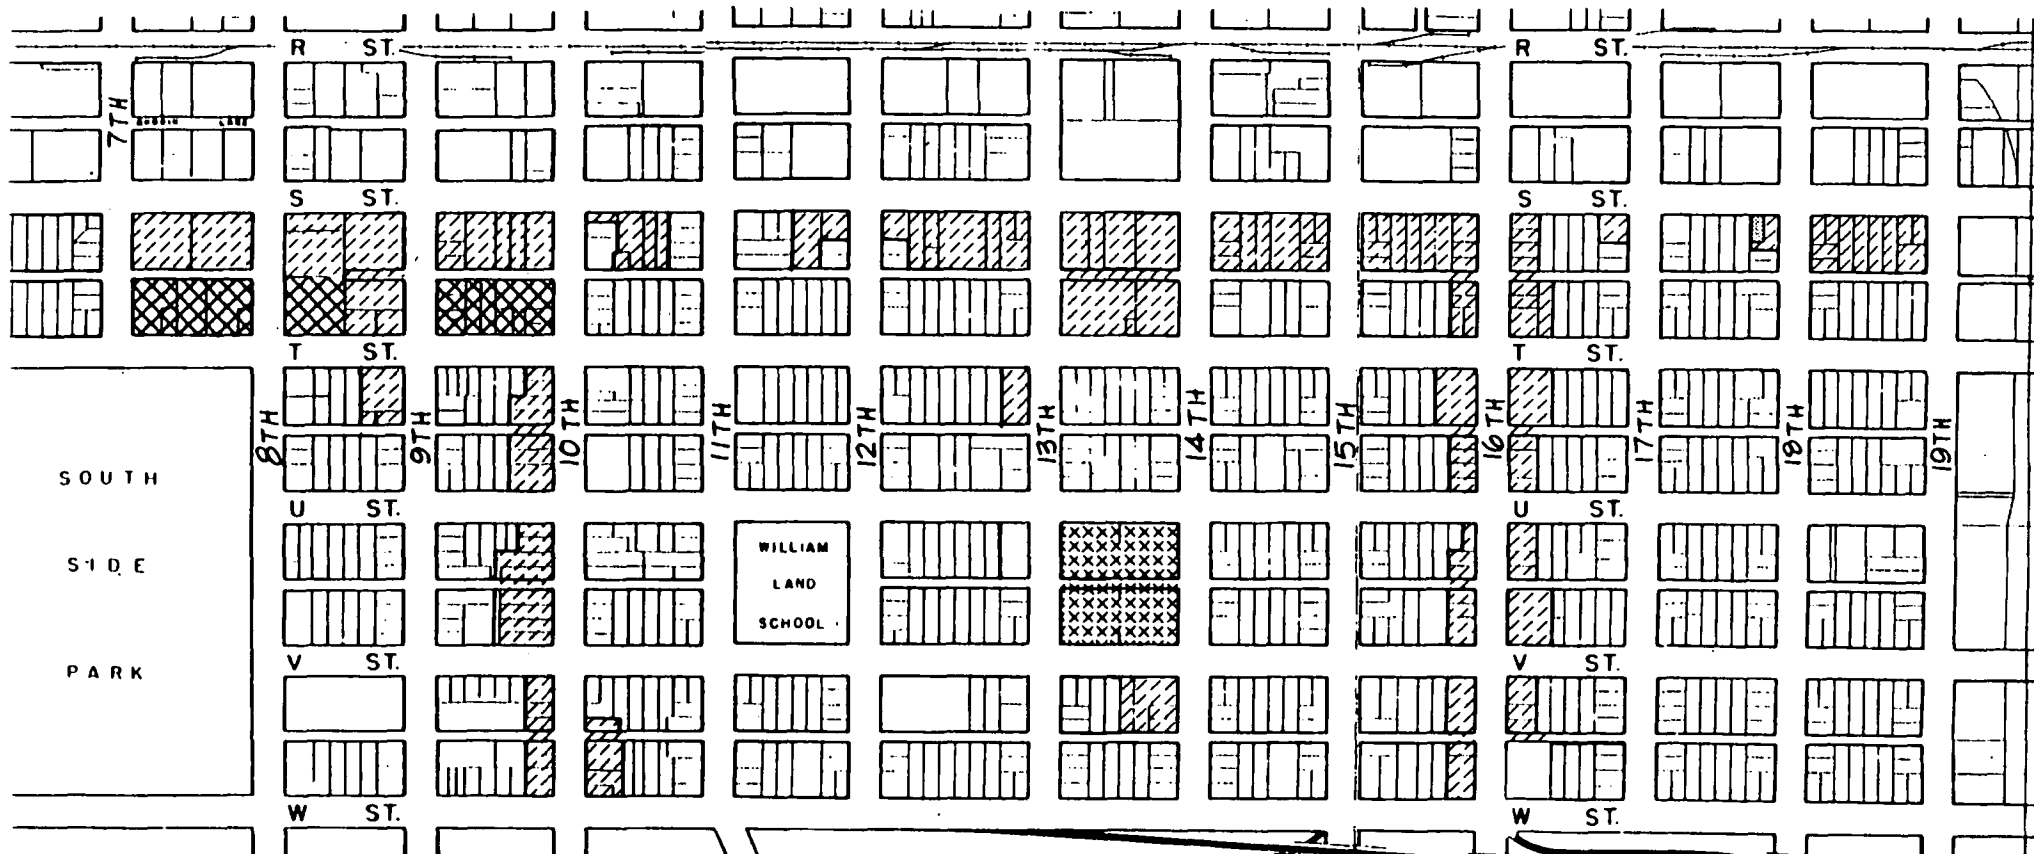 R ST.
R ST.
7TH
LANE
S ST.
S ST.
T ST.
T ST.
8TH
9TH
10TH
11TH
12TH
13TH
14TH
15TH
16TH
17TH
18TH
19TH
SOUTH
SIDE
PARK
U ST.
U ST.
WILLIAM
LAND
SCHOOL
V ST.
V ST.
W ST.
W ST.